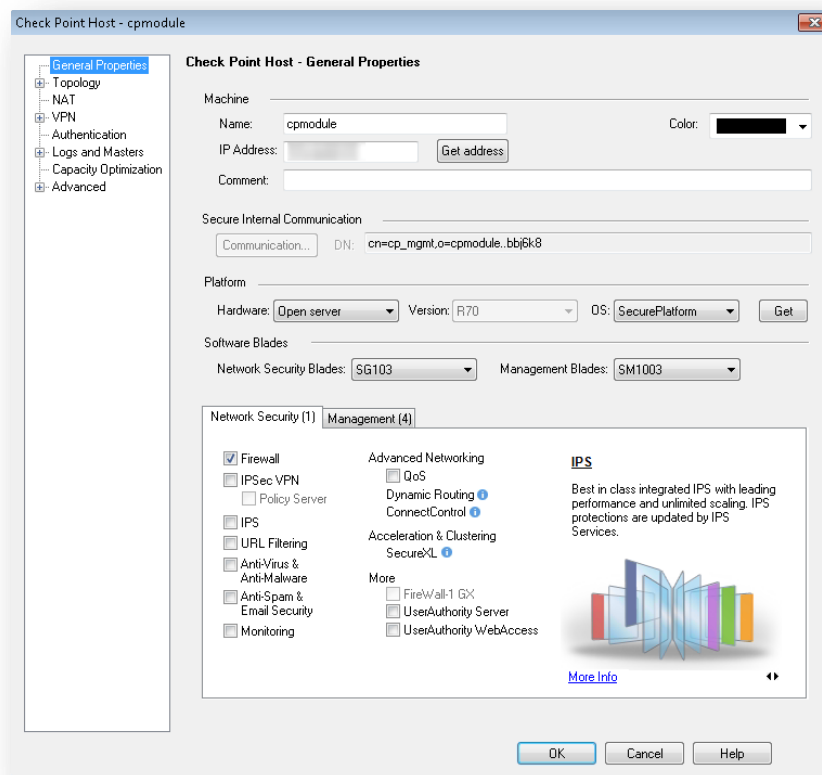 Check Point Host - cpmodule
General Properties
Topology
NAT
VPN
Authentication
Logs and Masters
Capacity Optimization
Advanced
Check Point Host - General Properties
Machine
Name: cpmodule Color:
IP Address: Get address
Comment:
Secure Internal Communication
Communication... DN: cn=cp_mgmt,o=cpmodule..bbj6k8
Platform
Hardware: Open server Version: R70 OS: SecurePlatform Get
Software Blades
Network Security Blades: SG103 Management Blades: SM1003
Network Security (1) Management (4)
Firewall
IPSec VPN
Policy Server
IPS
URL Filtering
Anti-Virus &
Anti-Malware
Anti-Spam &
Email Security
Monitoring
Advanced Networking
QoS
Dynamic Routing
ConnectControl
Acceleration & Clustering
SecureXL
More
FireWall-1 GX
UserAuthority Server
UserAuthority WebAccess
IPS
Best in class integrated IPS with leading
performance and unlimited scaling. IPS
protections are updated by IPS
Services.
More Info
OK Cancel Help